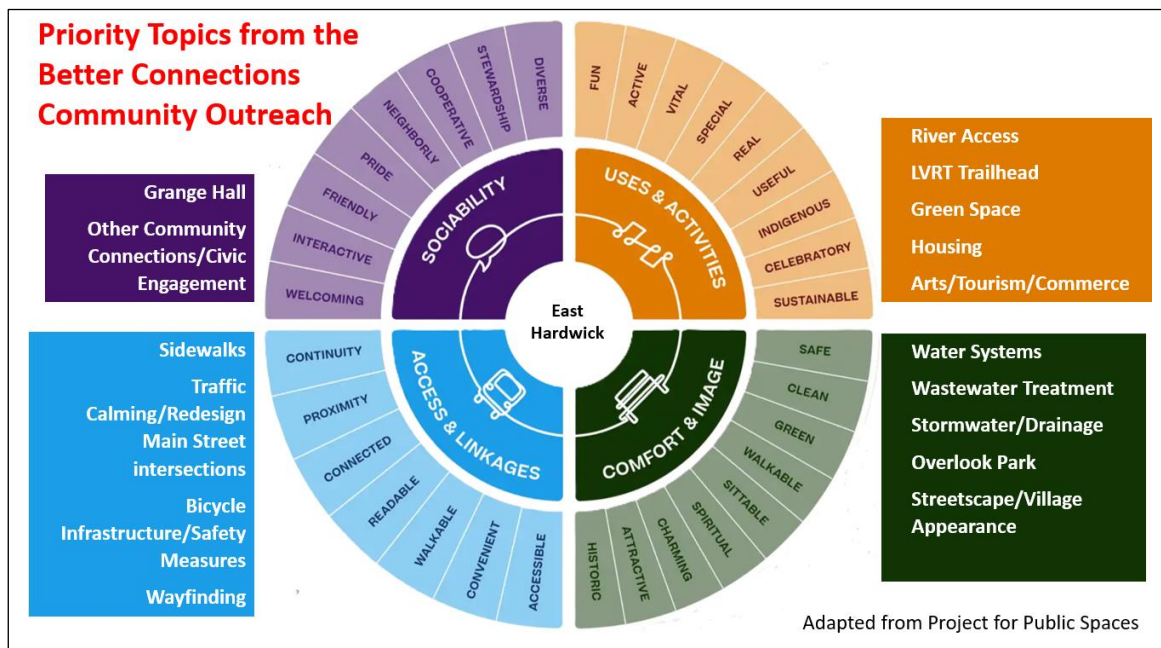 Priority Topics from the
Better Connections
Community Outreach
Grange Hall
Other Community
Connections/Civic
Engagement
Sidewalks
Traffic
Calming/Redesign
Main Street
intersections
Bicycle
Infrastructure/Safety
Measures
Wayfinding
SOCIABILITY
DIVERSE
STEWARDSHIP
COOPERATIVE
NEIGHBORLY
PRIDE
FRIENDLY
INTERACTIVE
WELCOMING
USES & ACTIVITIES
FUN
ACTIVE
VITAL
SPECIAL
REAL
USEFUL
INDIGENOUS
CELEBRATORY
SUSTAINABLE
East
Hardwick
ACCESS & LINKAGES
CONTINUITY
PROXIMITY
CONNECTED
READABLE
WALKABLE
CONVENIENT
ACCESSIBLE
COMFORT & IMAGE
SAFE
CLEAN
GREEN
WALKABLE
SITTABLE
SPIRITUAL
CHARMING
ATTRACTIVE
HISTORIC
River Access
LVRT Trailhead
Green Space
Housing
Arts/Tourism/Commerce
Water Systems
Wastewater Treatment
Stormwater/Drainage
Overlook Park
Streetscape/Village
Appearance
Adapted from Project for Public Spaces